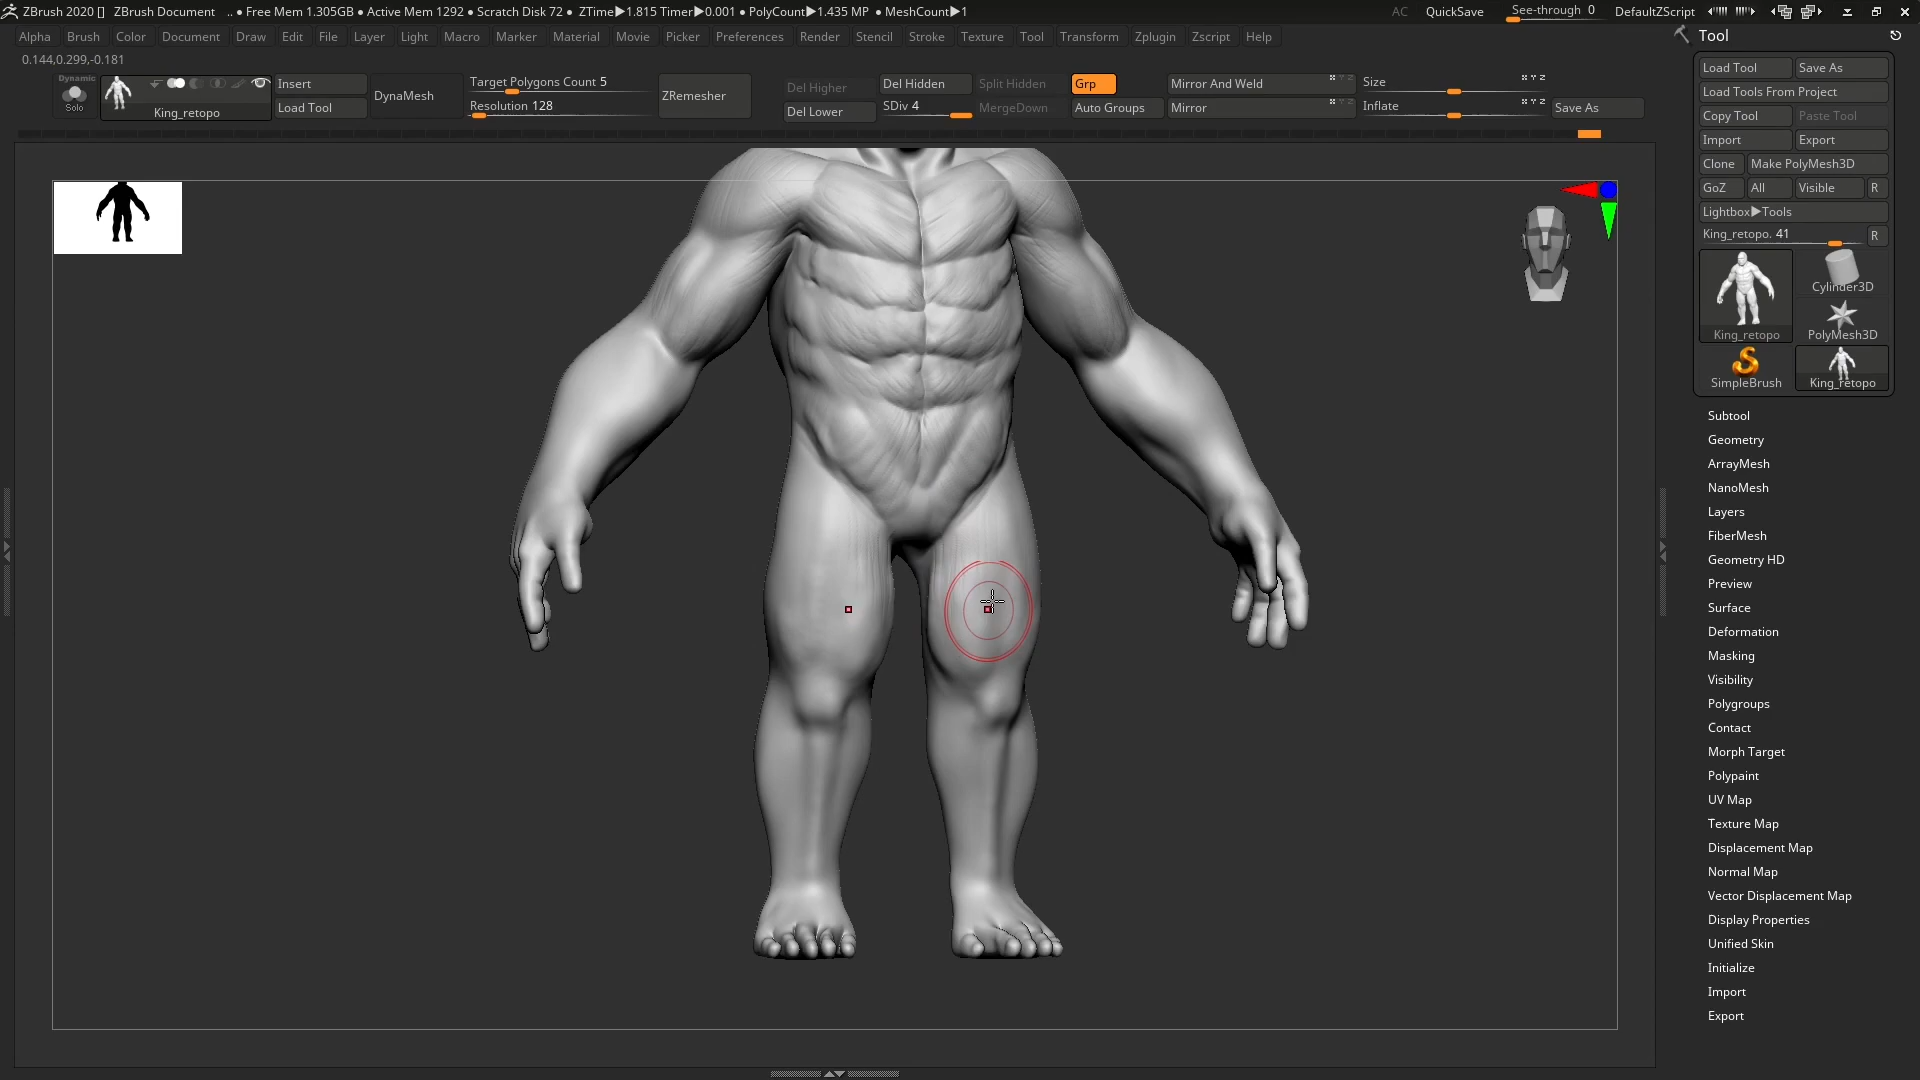 ZBrush 2020 [] ZBrush Document .. ● Free Mem 1.305GB ● Active Mem 1292 ● Scratch Disk 72 ● ZTime▶1.815 Timer▶0.001 ● PolyCount▶1.435 MP ● MeshCount▶1 AC QuickSave See-through 0 DefaultZScript
Alpha Brush Color Document Draw Edit File Layer Light Macro Marker Material Movie Picker Preferences Render Stencil Stroke Texture Tool Transform Zplugin Zscript Help
0.144,0.299,-0.181
Dynamic
Solo
King_retopo
Insert
Load Tool
DynaMesh
Target Polygons Count 5
Resolution 128
ZRemesher
Del Higher
Del Lower
Del Hidden
SDiv 4
Split Hidden
MergeDown
Grp
Auto Groups
Mirror And Weld
Mirror
Size
Inflate
X Y Z
Save As
Tool
Load Tool Save As
Load Tools From Project
Copy Tool Paste Tool
Import Export
Clone Make PolyMesh3D
GoZ All Visible R
Lightbox▶Tools
King_retopo. 41 R
King_retopo
Cylinder3D
PolyMesh3D
SimpleBrush
King_retopo
Subtool
Geometry
ArrayMesh
NanoMesh
Layers
FiberMesh
Geometry HD
Preview
Surface
Deformation
Masking
Visibility
Polygroups
Contact
Morph Target
Polypaint
UV Map
Texture Map
Displacement Map
Normal Map
Vector Displacement Map
Display Properties
Unified Skin
Initialize
Import
Export